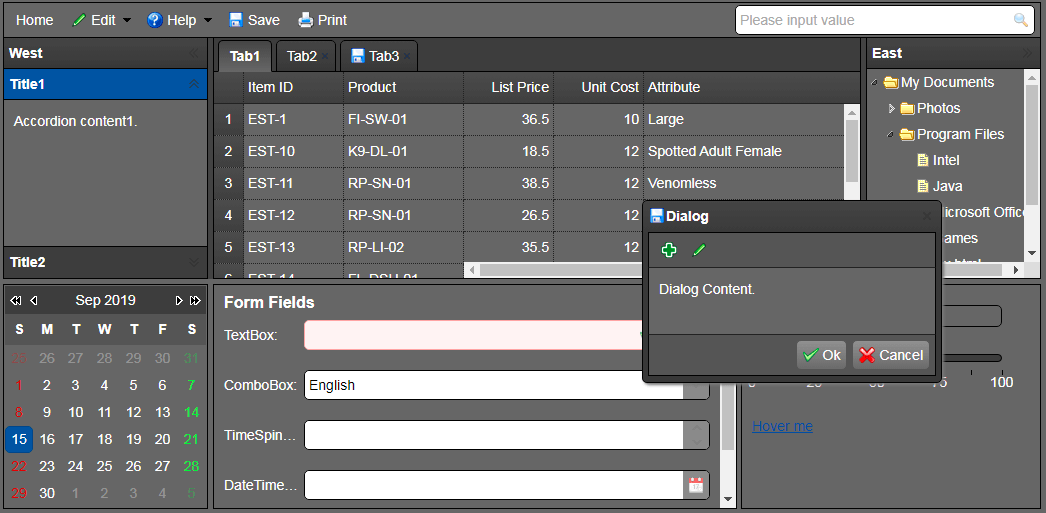 Home Edit Help Save Print Please input value
West
Title1
Accordion content1.
Title2
Tab1 Tab2 Tab3
Item ID Product List Price Unit Cost Attribute
1 EST-1 FI-SW-01 36.5 10 Large
2 EST-10 K9-DL-01 18.5 12 Spotted Adult Female
3 EST-11 RP-SN-01 38.5 12 Venomless
4 EST-12 RP-SN-01 26.5 12
5 EST-13 RP-LI-02 35.5 12
East
My Documents
Photos
Program Files
Intel
Java
icrosoft Offic
ames
Dialog
Dialog Content.
Ok Cancel
Sep 2019
S M T W T F S
25 26 27 28 29 30 31
1 2 3 4 5 6 7
8 9 10 11 12 13 14
15 16 17 18 19 20 21
22 23 24 25 26 27 28
29 30 1 2 3 4 5
Form Fields
TextBox:
ComboBox: English
TimeSpin...
DateTime...
75 100
Hover me